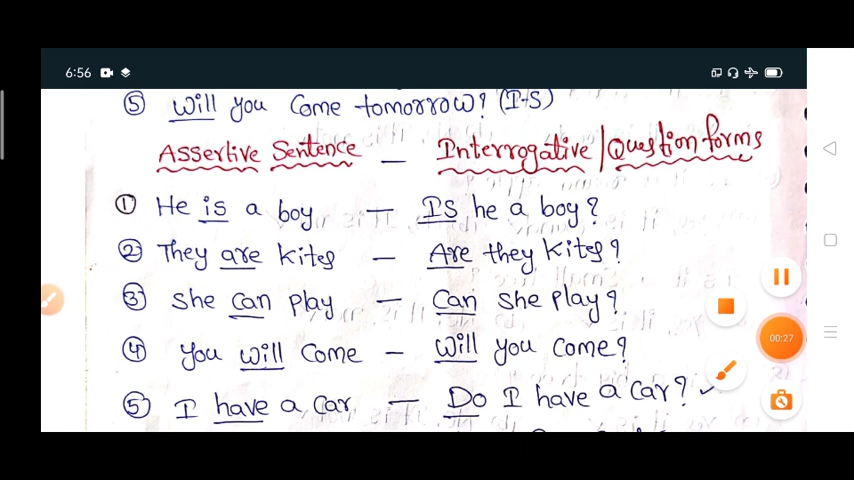 6:56
⑤ Will you Come tomorrow? (I-S)
Assertive Sentence — Interrogative/Question forms
① He is a boy — Is he a boy?
② They are kites — Are they kites?
③ She can play — Can she play?
④ You will Come — Will you come?
⑤ I have a car — Do I have a car? ✓
00:27